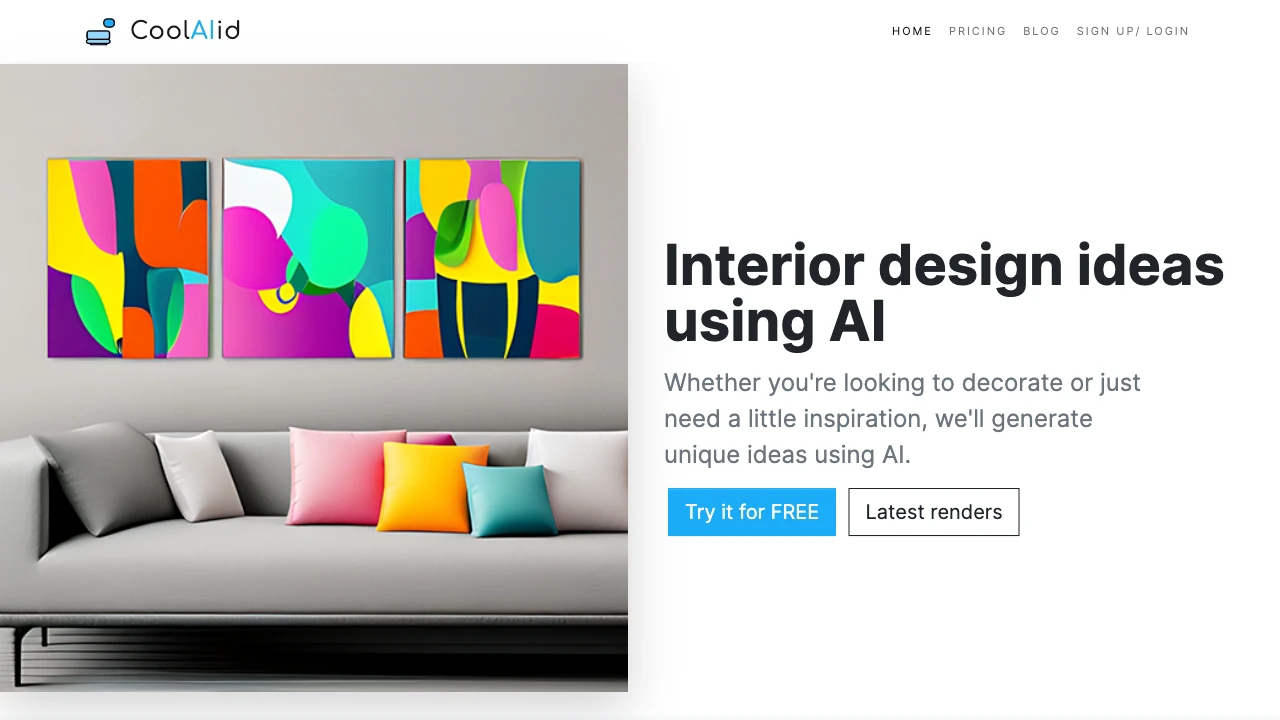 CoolAIid
HOME PRICING BLOG SIGN UP/ LOGIN
Interior design ideas
using AI
Whether you're looking to decorate or just
need a little inspiration, we'll generate
unique ideas using AI.
Try it for FREE
Latest renders